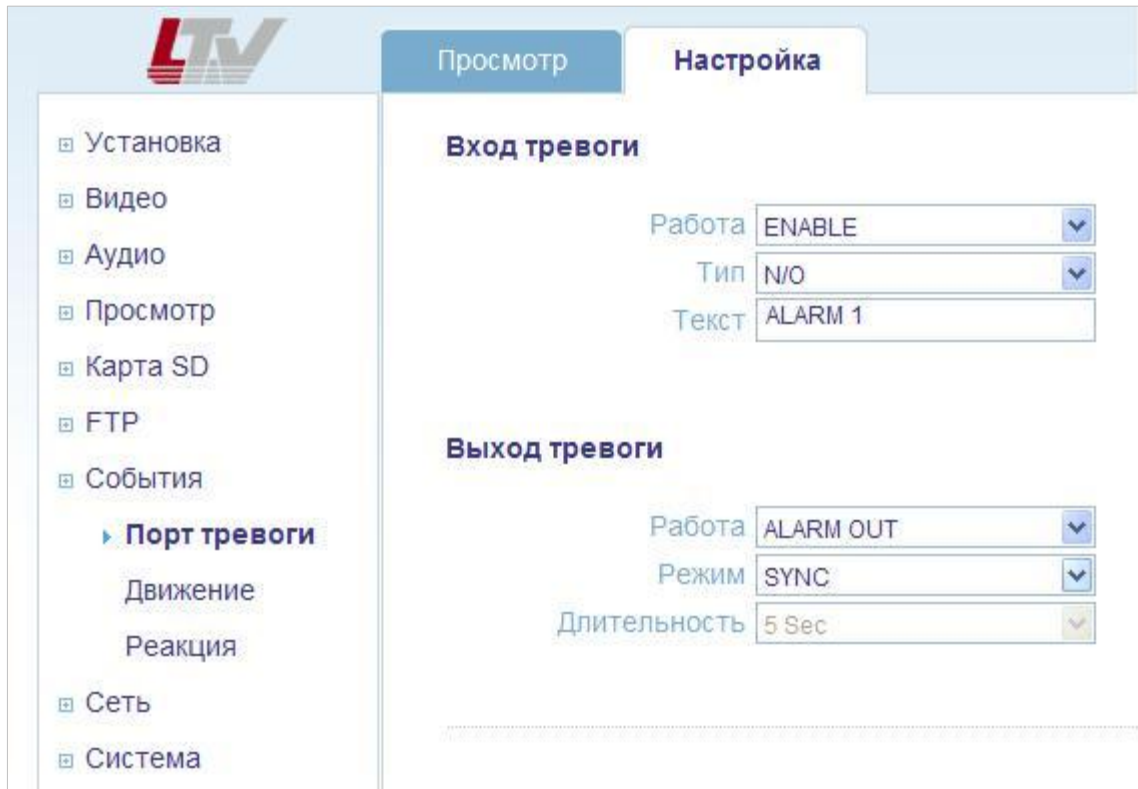 LTV
Просмотр
Настройка
Установка
Видео
Аудио
Просмотр
Карта SD
FTP
События
Порт тревоги
Движение
Реакция
Сеть
Система
Вход тревоги
Работа ENABLE
Тип N/O
Текст ALARM 1
Выход тревоги
Работа ALARM OUT
Режим SYNC
Длительность 5 Sec